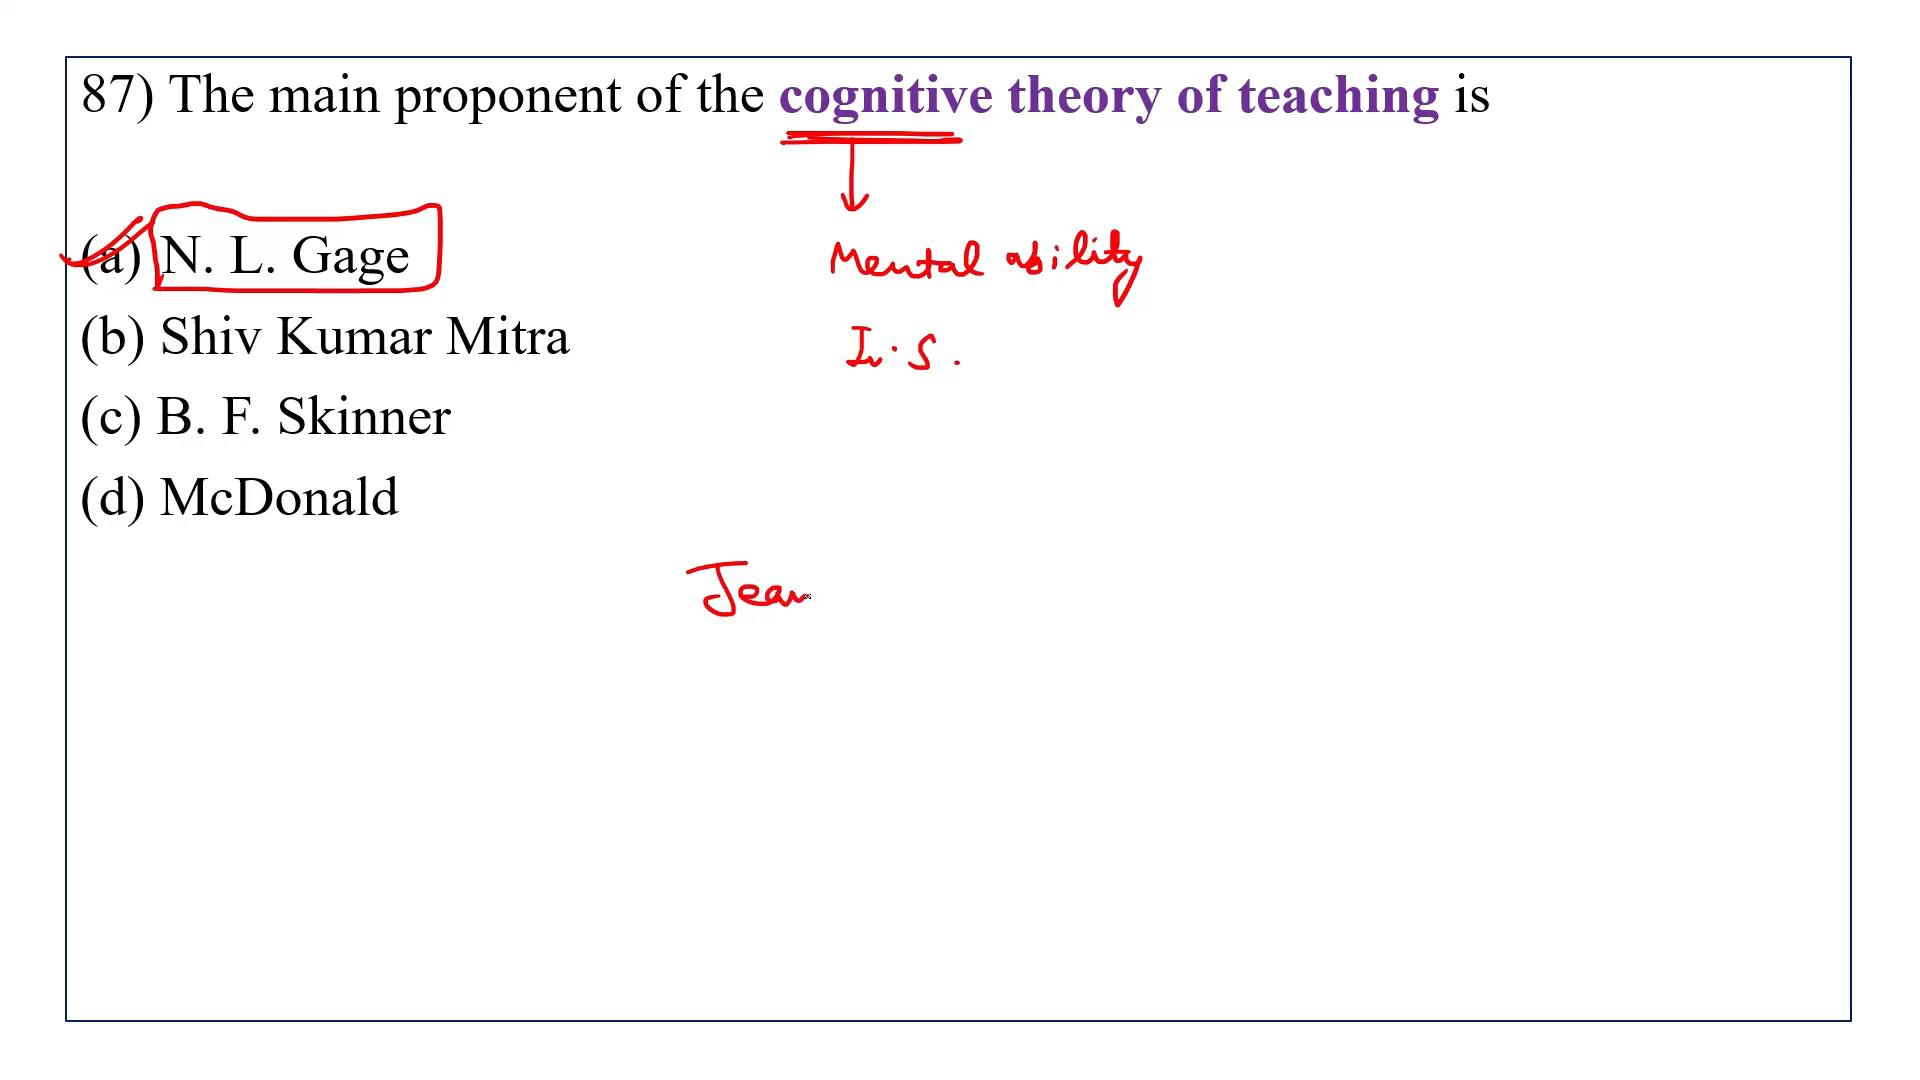 87) The main proponent of the cognitive theory of teaching is
(a) N. L. Gage
Mental ability
(b) Shiv Kumar Mitra
In. S.
(c) B. F. Skinner
(d) McDonald
Jean